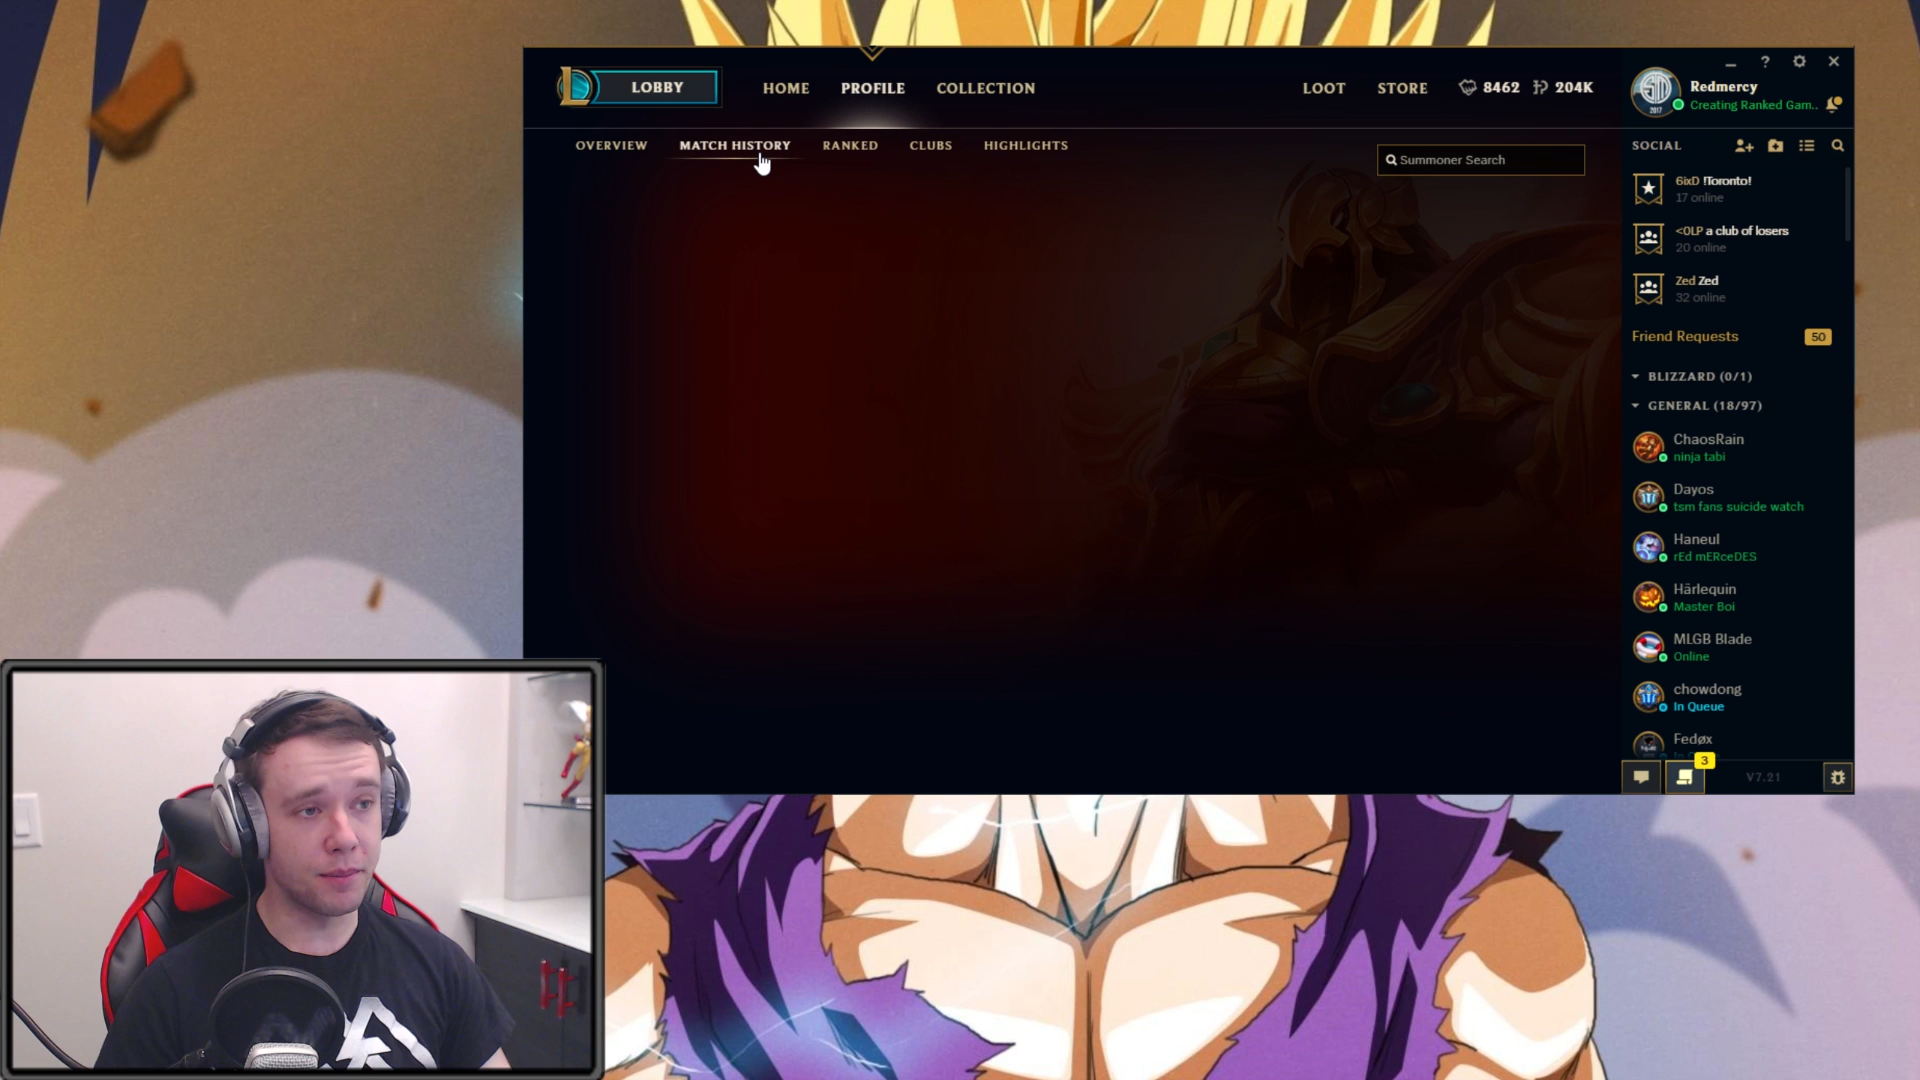 LOBBY
HOME
PROFILE
COLLECTION
LOOT
STORE
8462
204K
?
Redmercy
Creating Ranked Gam..
2017
OVERVIEW
MATCH HISTORY
RANKED
CLUBS
HIGHLIGHTS
Summoner Search
SOCIAL
6ixD !Toronto!
17 online
<0LP a club of losers
20 online
Zed Zed
32 online
Friend Requests
50
BLIZZARD (0/1)
GENERAL (18/97)
ChaosRain
ninja tabi
Dayos
tsm fans suicide watch
Haneul
rEd mERceDES
Härlequin
Master Boi
MLGB Blade
Online
chowdong
In Queue
Fedøx
3
V7.21